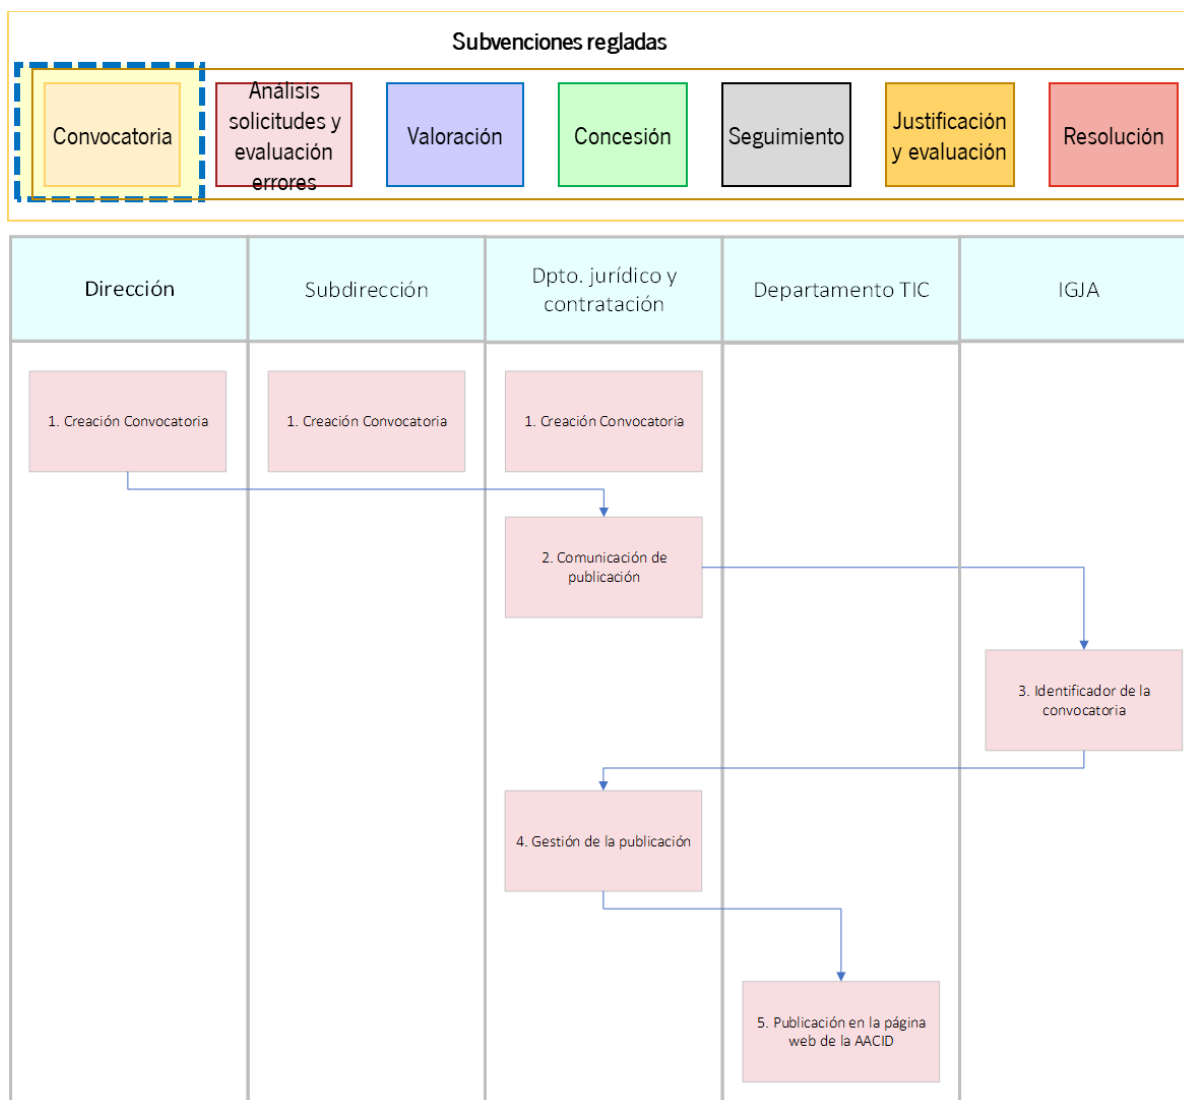 Subvenciones regladas
Convocatoria
Análisis
solicitudes y
evaluación
errores
Valoración
Concesión
Seguimiento
Justificación
y evaluación
Resolución
Dirección
Subdirección
Dpto. jurídico y
contratación
Departamento TIC
IGJA
1. Creación Convocatoria
1. Creación Convocatoria
1. Creación Convocatoria
2. Comunicación de
publicación
3. Identificador de la
convocatoria
4. Gestión de la publicación
5. Publicación en la página
web de la AACID